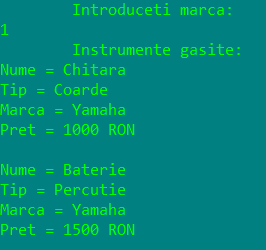 Introduceti marca:
1
Instrumente gasite:
Nume = Chitara
Tip = Coarde
Marca = Yamaha
Pret = 1000 RON

Nume = Baterie
Tip = Percutie
Marca = Yamaha
Pret = 1500 RON